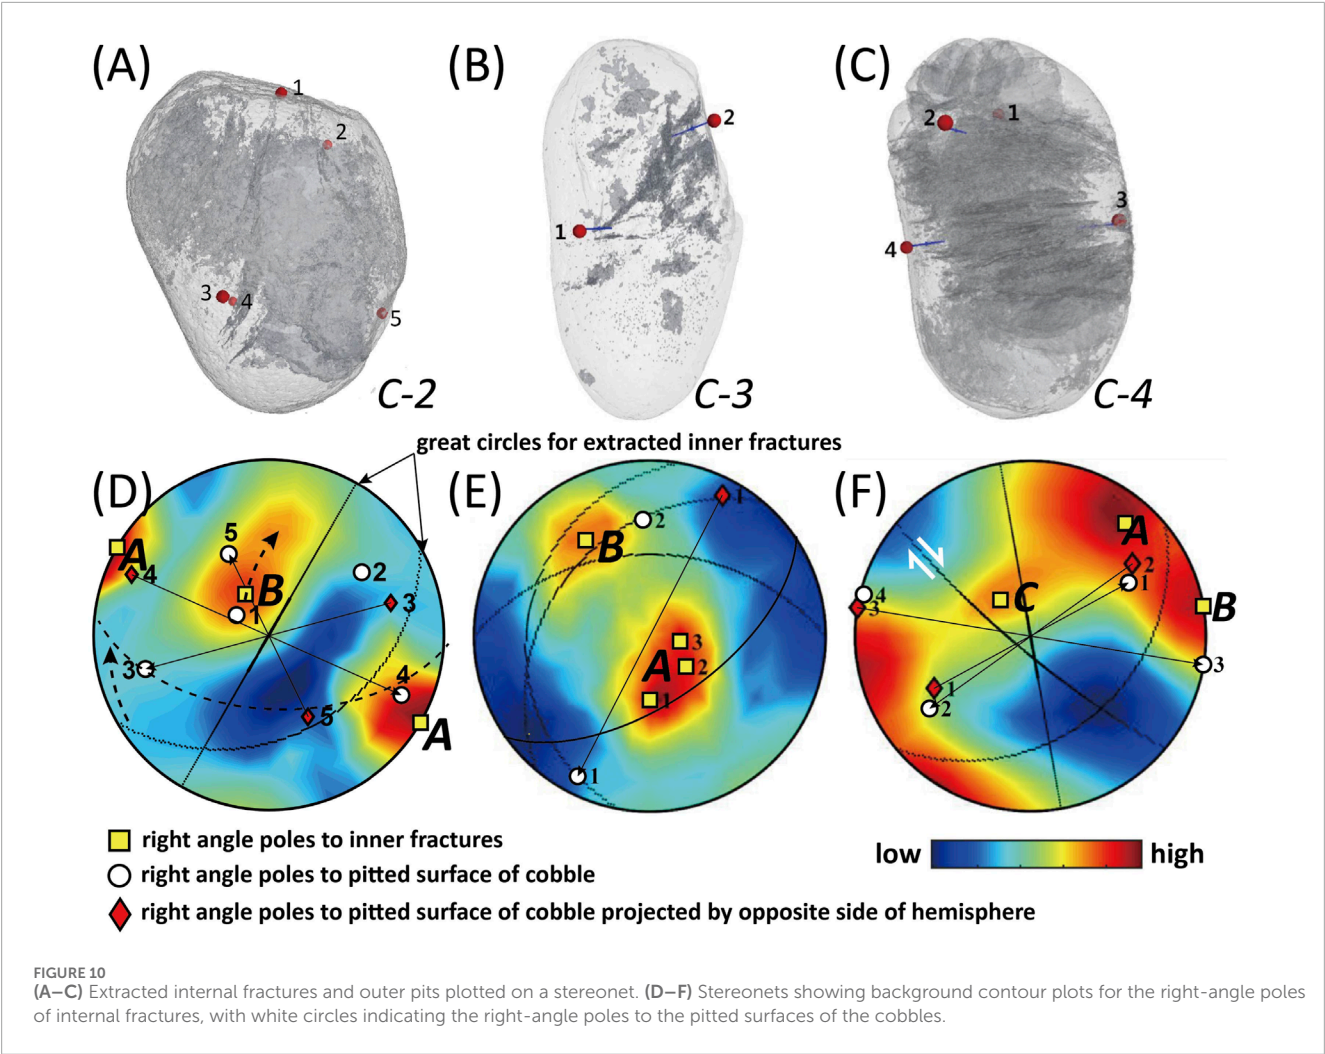 (A)
(B)
(C)
1
2
3
4
5
C-2
2
1
C-3
2
1
3
4
C-4
great circles for extracted inner fractures
(D)
(E)
(F)
A
4
5
B
1
2
3
3
4
5
A
B
2
1
A
3
2
1
1
A
2
1
B
C
4
3
3
1
2
right angle poles to inner fractures
right angle poles to pitted surface of cobble
right angle poles to pitted surface of cobble projected by opposite side of hemisphere
low high
FIGURE 10
(A–C) Extracted internal fractures and outer pits plotted on a stereonet. (D–F) Stereonets showing background contour plots for the right-angle poles
of internal fractures, with white circles indicating the right-angle poles to the pitted surfaces of the cobbles.